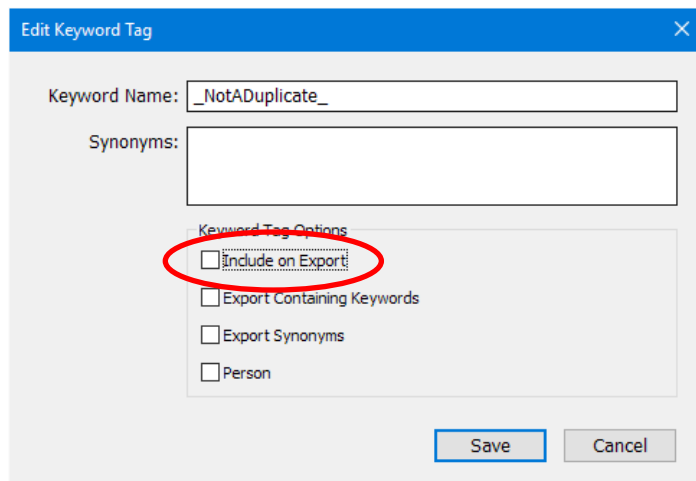 Edit Keyword Tag
Keyword Name: _NotADuplicate_
Synonyms:
Keyword Tag Options
Include on Export
Export Containing Keywords
Export Synonyms
Person
Save Cancel